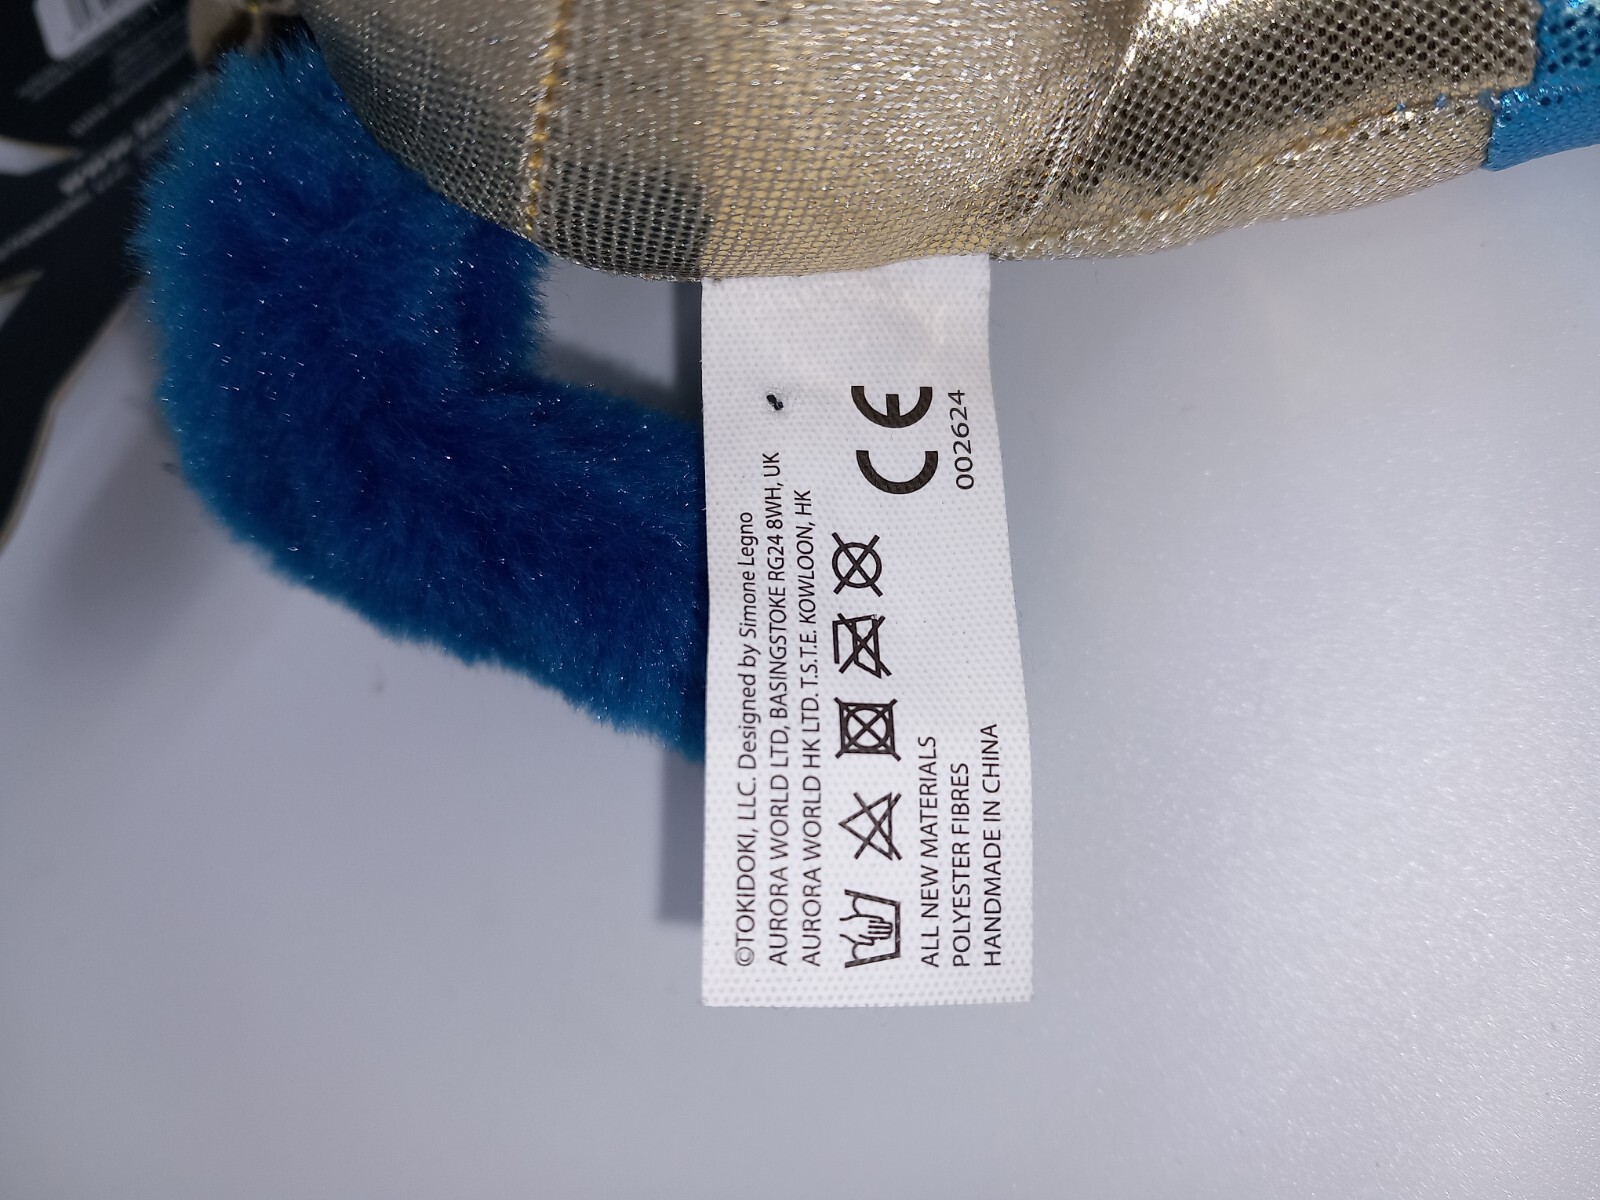 ©TOKIDOKI, LLC. Designed by Simone Legno
AURORA WORLD LTD, BASINGSTOKE RG24 8WH, UK
AURORA WORLD HK LTD. T.S.T.E. KOWLOON, HK
CE
002624
ALL NEW MATERIALS
POLYESTER FIBRES
HANDMADE IN CHINA